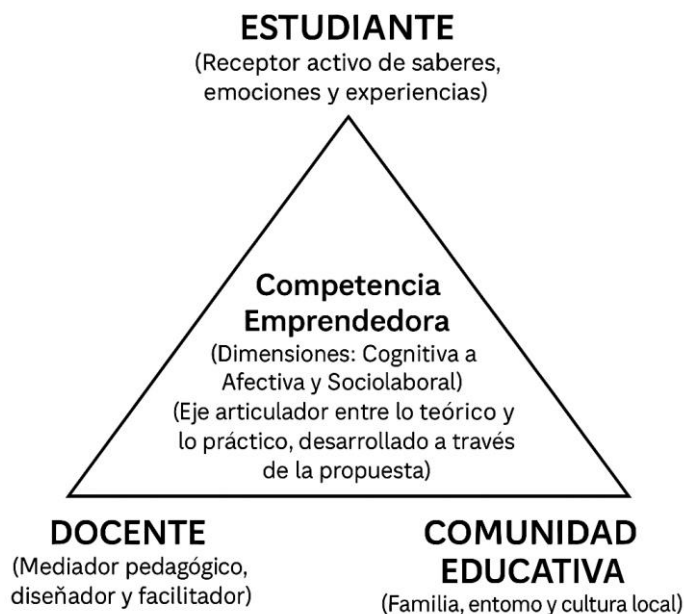 ESTUDIANTE
(Receptor activo de saberes,
emociones y experiencias)
Competencia
Emprendedora
(Dimensiones: Cognitiva a
Afectiva y Sociolaboral)
(Eje articulador entre lo teórico y
lo práctico, desarrollado a través
de la propuesta)
DOCENTE
(Mediador pedagógico,
diseñador y facilitador)
COMUNIDAD
EDUCATIVA
(Familia, entomo y cultura local)